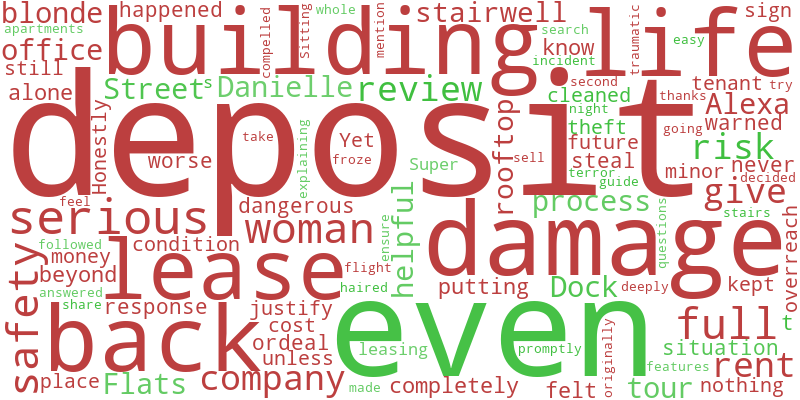 blonde happened compelled whole Sitting mention stairwell search traumatic sign
apartments building. life
office incident easy know
still Streets Danielle review cleaned second tenant try
alone deposit night thanks Alexa
Honestly take Yet rooftop theft going warned
worse froze explaining sell future risk
steal minor never
Super terror guide decided
feel dangerous helpful process give
serious woman damage stairs overreach
followed condition ensure questions
money lease flight
beyond haired putting Dock deeply kept
answered
share response justify even t
safety back cost full
ordeal leasing promptly originally situation
unless features rent
place Flats company made completely felt tour nothing